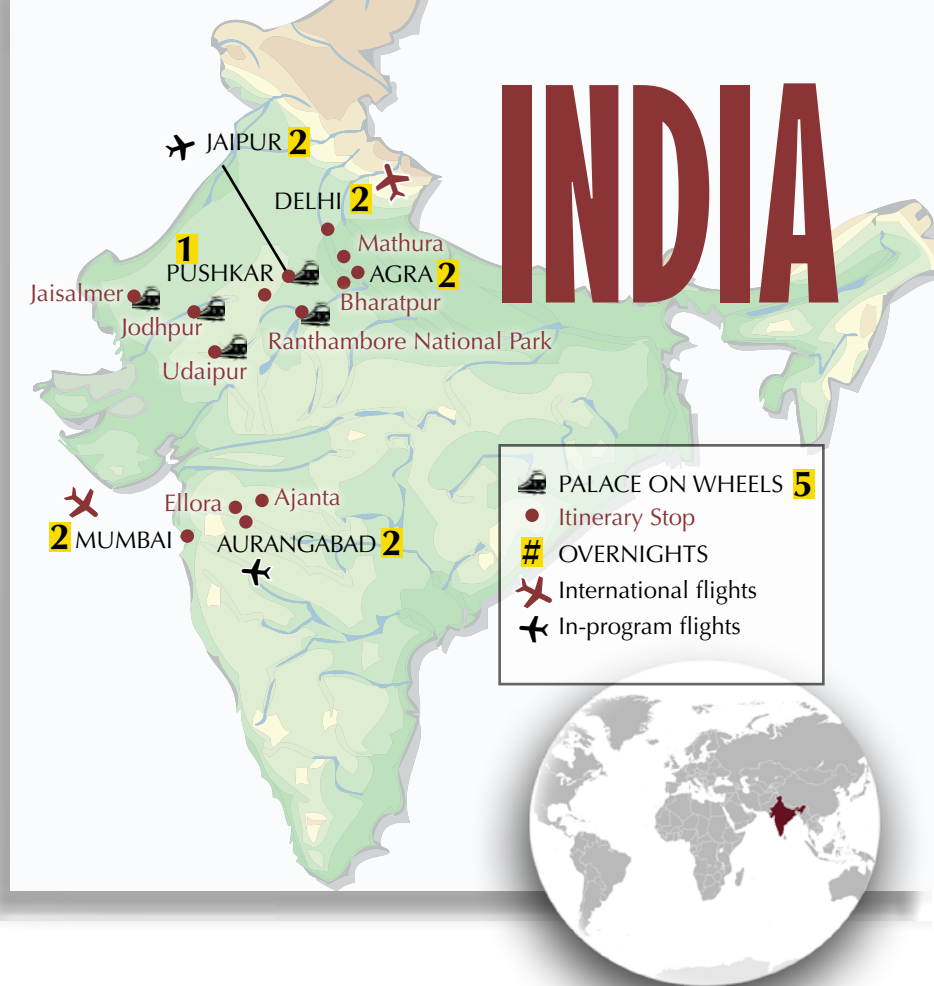 INDIA
JAIPUR 2
DELHI 2
Mathura
1
PUSHKAR
AGRA 2
Jaisalmer
Bharatpur
Jodhpur
Ranthambore National Park
Udaipur
PALACE ON WHEELS 5
Itinerary Stop
# OVERNIGHTS
International flights
In-program flights
Ellora
Ajanta
2 MUMBAI
AURANGABAD 2